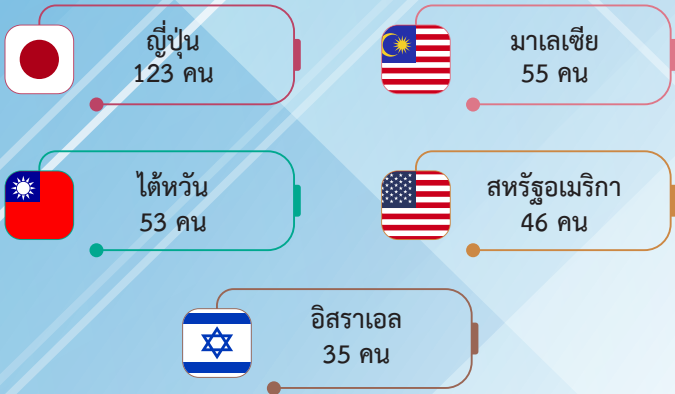 ญี่ปุ่น
123 คน
มาเลเซีย
55 คน
ไต้หวัน
53 คน
สหรัฐอเมริกา
46 คน
อิสราเอล
35 คน